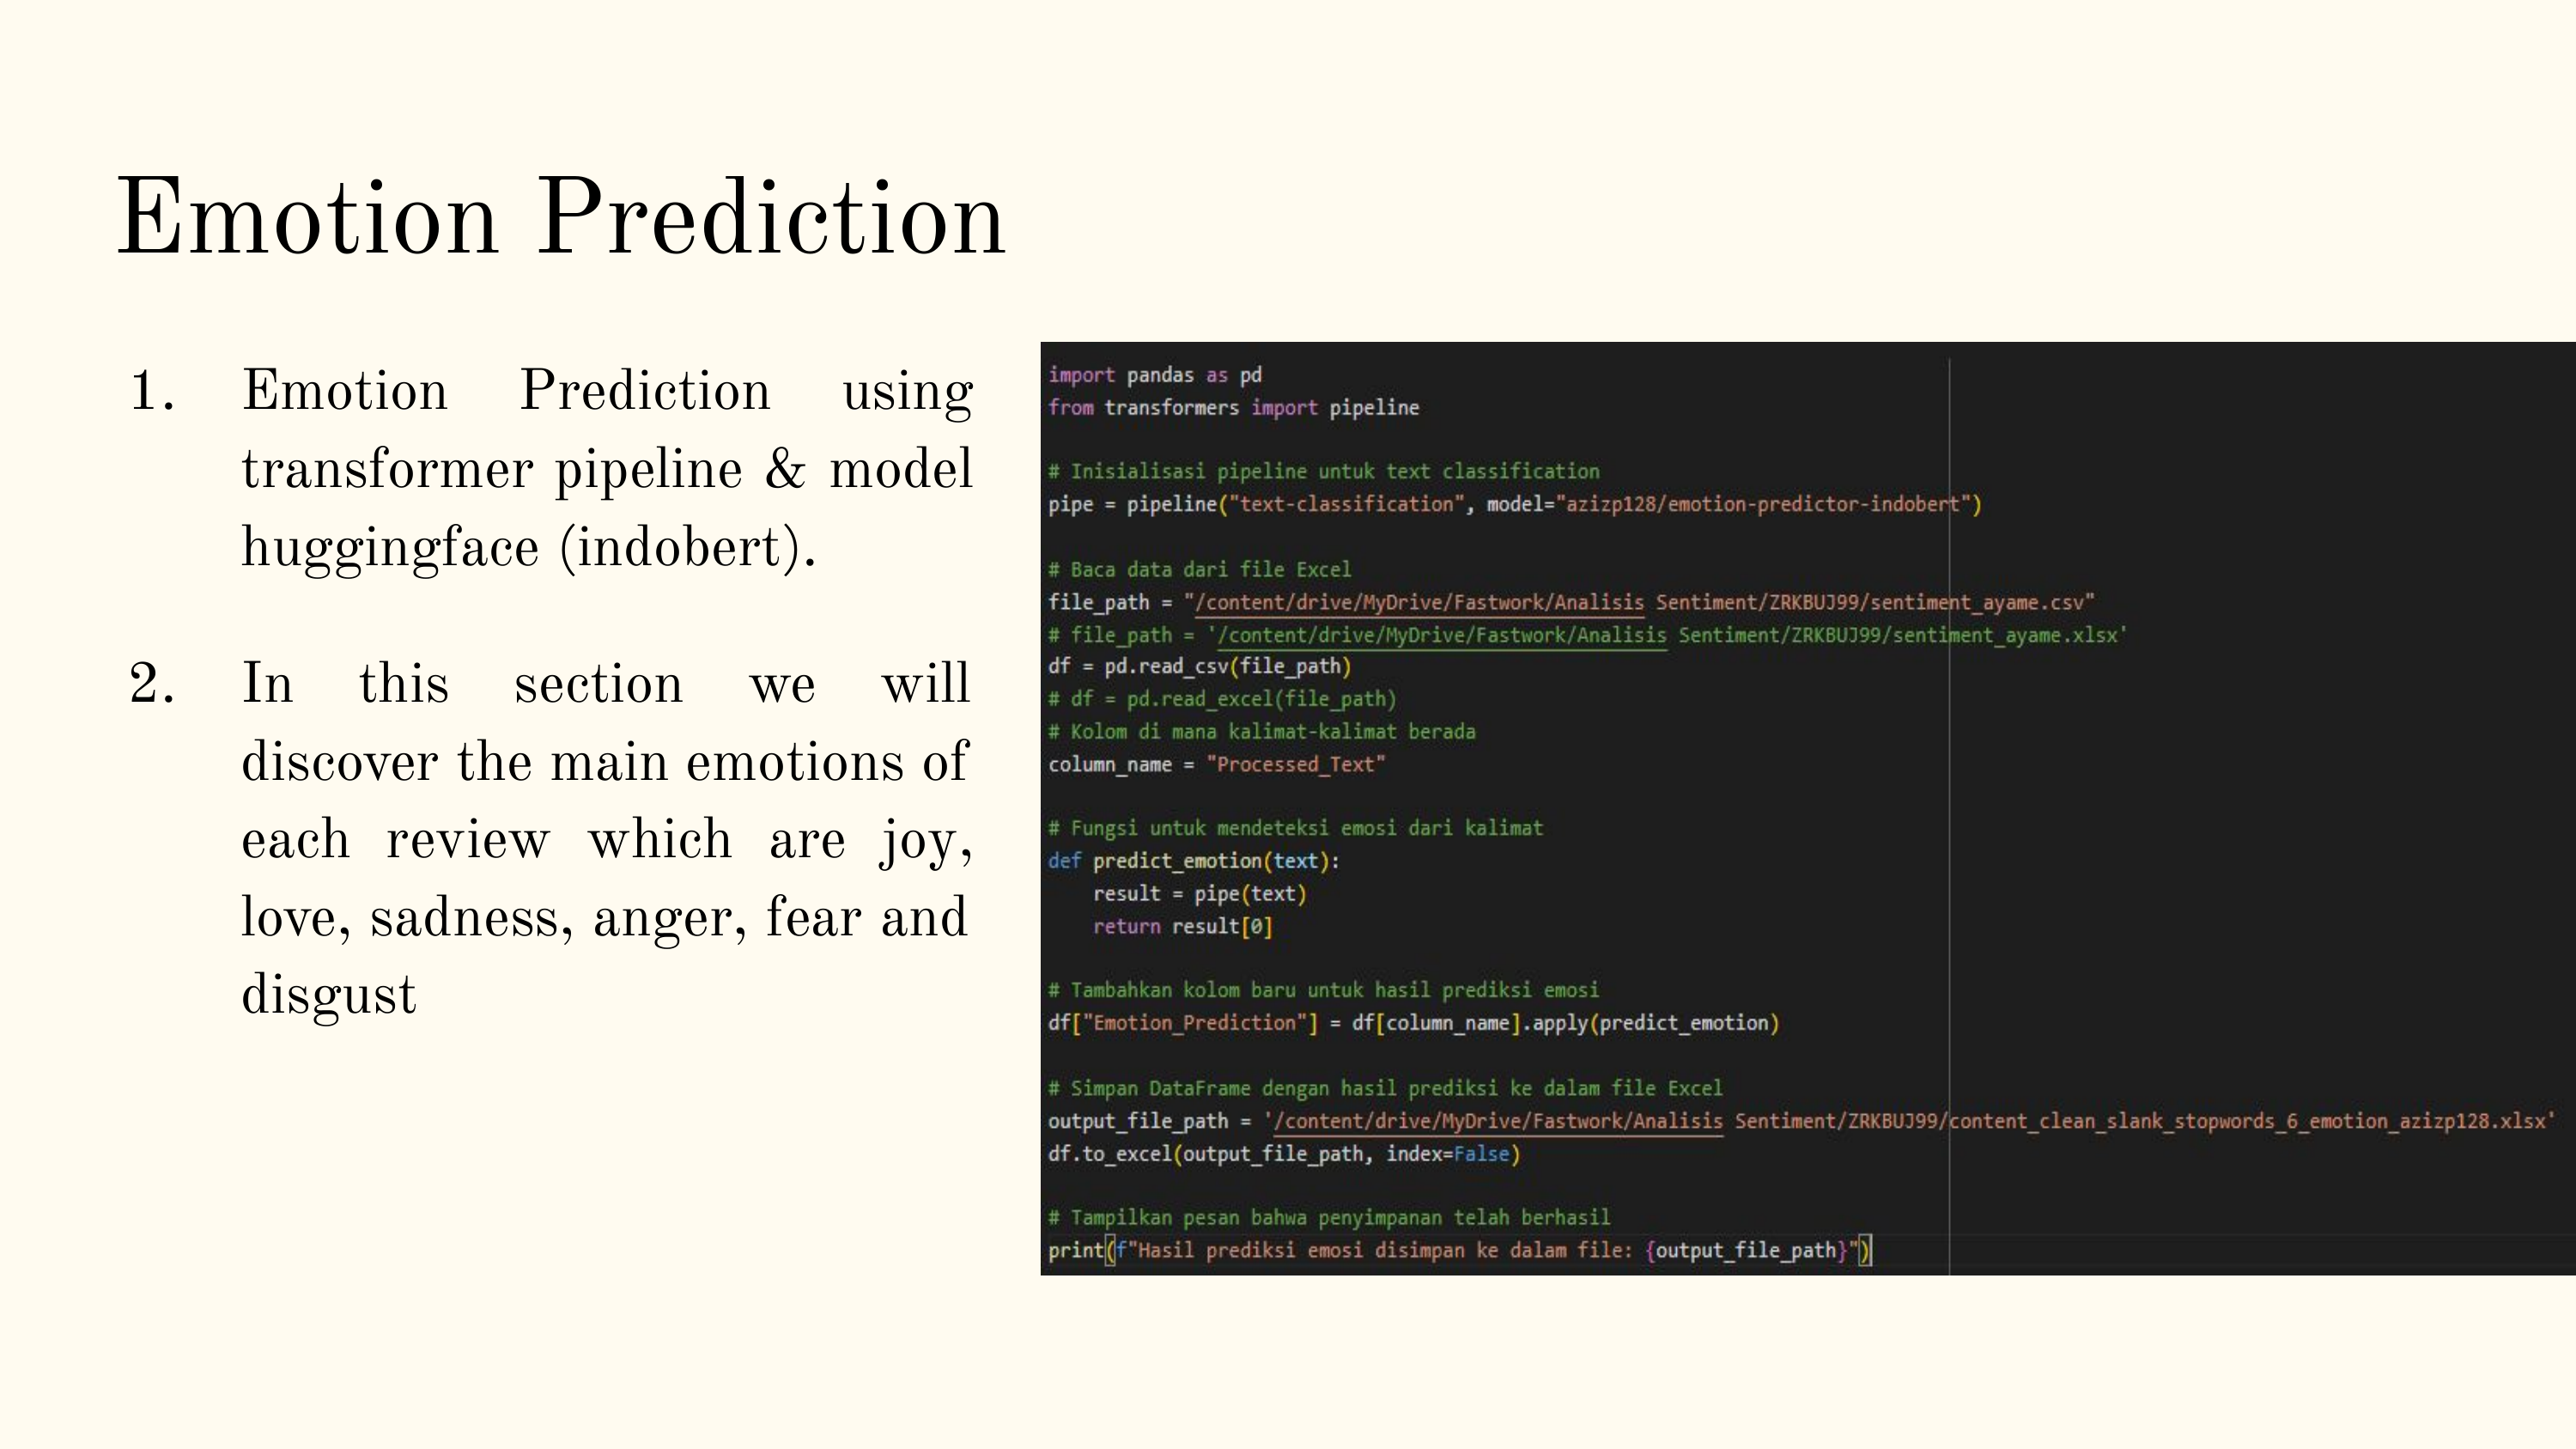 Emotion Prediction
1. Emotion Prediction using
transformer pipeline & model
huggingface (indobert).
2. In this section we will
discover the main emotions of
each review which are joy,
love, sadness, anger, fear and
disgust
import pandas as pd
from transformers import pipeline
# Inisialisasi pipeline untuk text classification
pipe = pipeline("text-classification", model="azizp128/emotion-predictor-indobert")
# Baca data dari file Excel
file_path = "/content/drive/MyDrive/Fastwork/Analisis Sentiment/ZRKBUJ99/sentiment_ayame.csv"
# file_path = '/content/drive/MyDrive/Fastwork/Analisis Sentiment/ZRKBUJ99/sentiment_ayame.xlsx'
df = pd.read_csv(file_path)
# df = pd.read_excel(file_path)
# Kolom di mana kalimat-kalimat berada
column_name = "Processed_Text"
# Fungsi untuk mendeteksi emosi dari kalimat
def predict_emotion(text):
    result = pipe(text)
    return result[0]
# Tambahkan kolom baru untuk hasil prediksi emosi
df["Emotion_Prediction"] = df[column_name].apply(predict_emotion)
# Simpan DataFrame dengan hasil prediksi ke dalam file Excel
output_file_path = '/content/drive/MyDrive/Fastwork/Analisis Sentiment/ZRKBUJ99/content_clean_slank_stopwords_6_emotion_azizp128.xlsx'
df.to_excel(output_file_path, index=False)
# Tampilkan pesan bahwa penyimpanan telah berhasil
print(f"Hasil prediksi emosi disimpan ke dalam file: {output_file_path}")